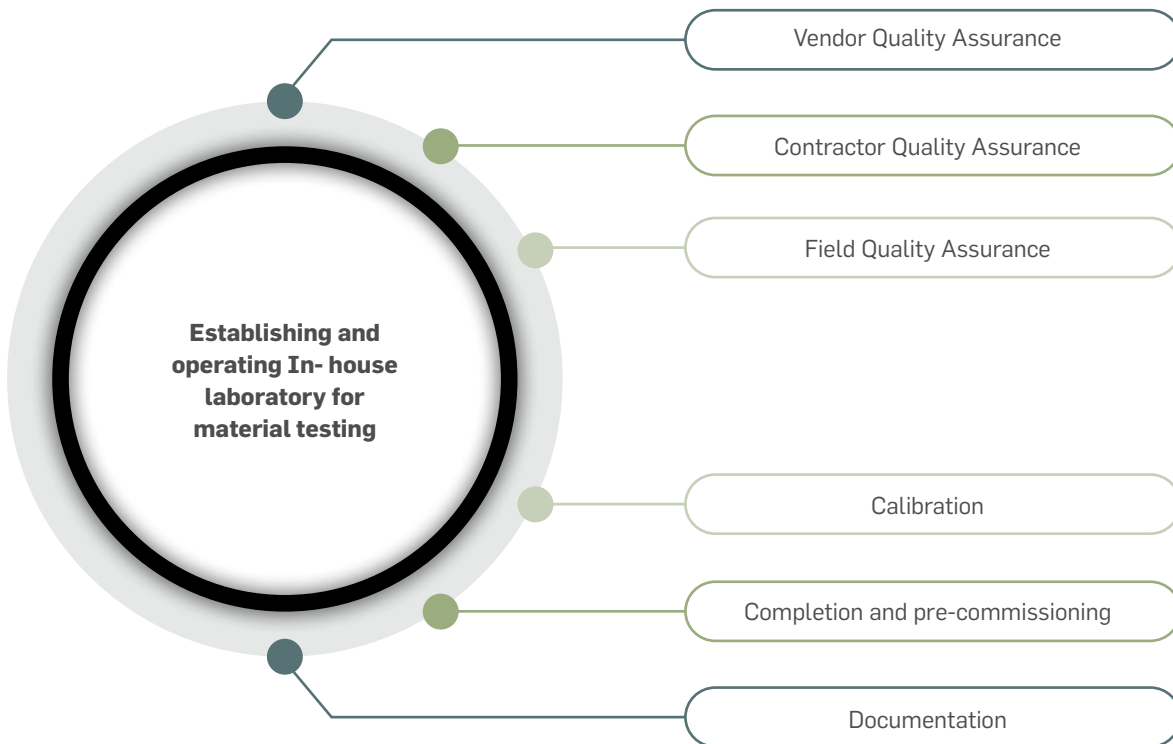 Vendor Quality Assurance
Contractor Quality Assurance
Field Quality Assurance
Establishing and
operating In- house
laboratory for
material testing
Calibration
Completion and pre-commissioning
Documentation